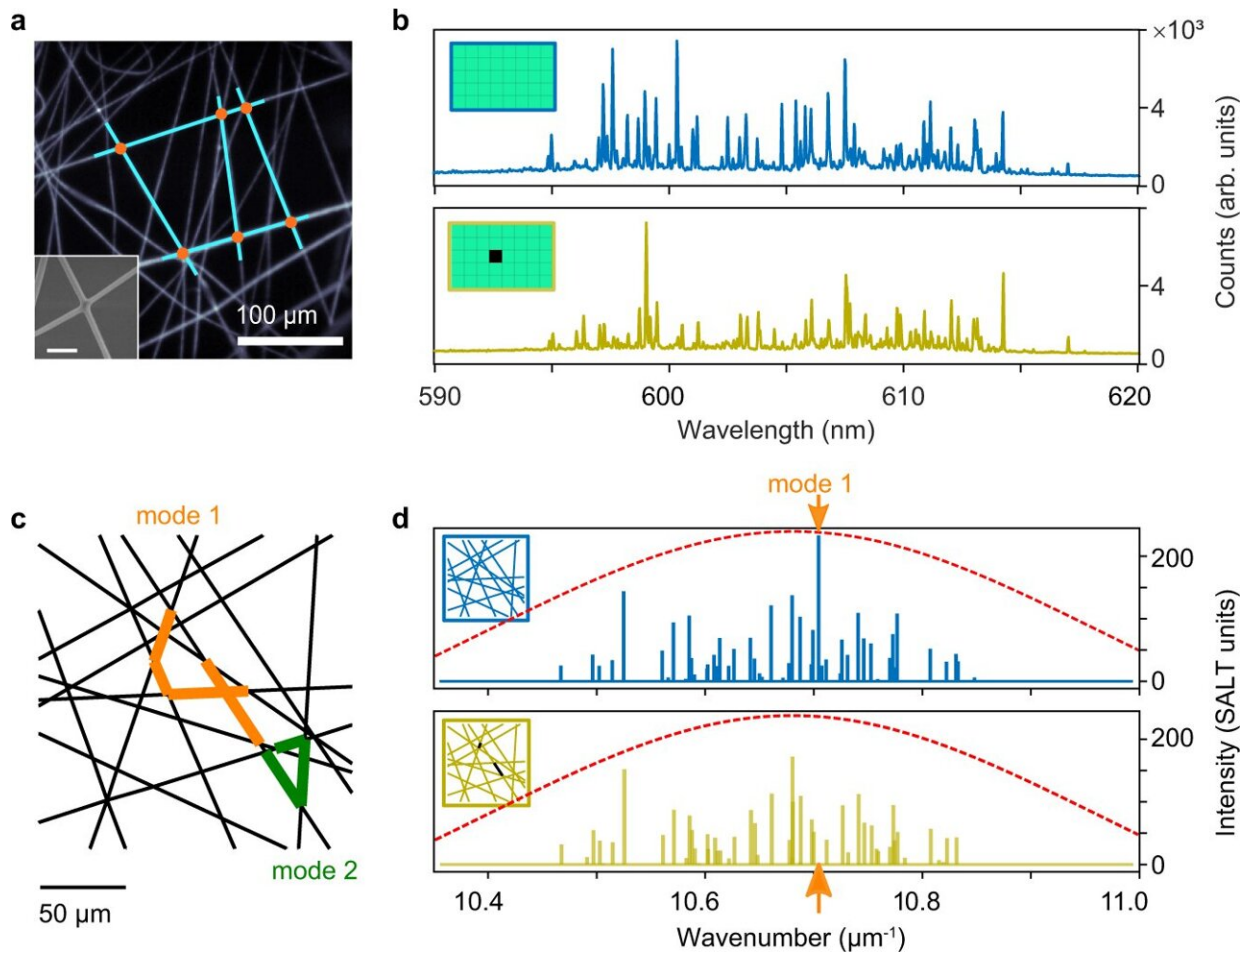 a
100 µm
b
×10³
4
0
4
0
Counts (arb. units)
590
600
610
620
Wavelength (nm)
c
mode 1
mode 2
50 µm
d
mode 1
200
0
200
0
Intensity (SALT units)
10.4
10.6
10.8
11.0
Wavenumber (µm⁻¹)